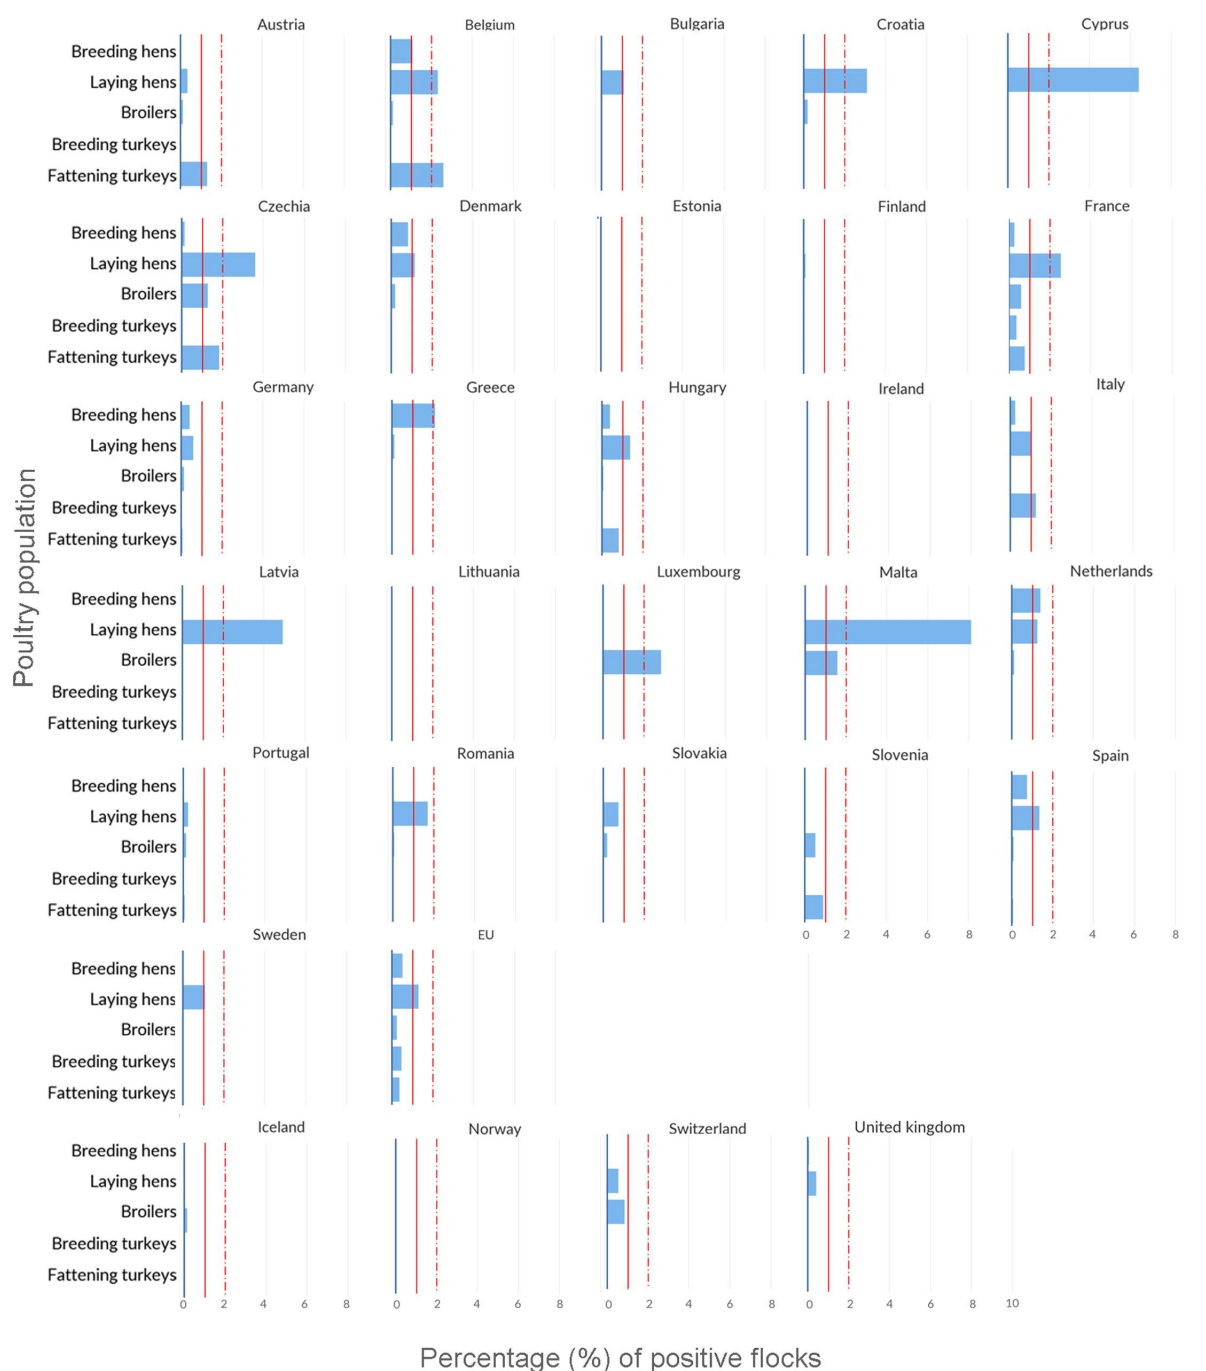 Austria Belgium Bulgaria Croatia Cyprus
Breeding hens
Laying hens
Broilers
Breeding turkeys
Fattening turkeys
Czechia Denmark Estonia Finland France
Breeding hens
Laying hens
Broilers
Breeding turkeys
Fattening turkeys
Germany Greece Hungary Ireland Italy
Breeding hens
Laying hens
Broilers
Breeding turkeys
Fattening turkeys
Poultry population
Latvia Lithuania Luxembourg Malta Netherlands
Breeding hens
Laying hens
Broilers
Breeding turkeys
Fattening turkeys
Portugal Romania Slovakia Slovenia Spain
Breeding hens
Laying hens
Broilers
Breeding turkeys
Fattening turkeys
0 2 4 6 8 0 2 4 6 8
Sweden EU
Breeding hens
Laying hens
Broilers
Breeding turkeys
Fattening turkeys
Iceland Norway Switzerland United kingdom
Breeding hens
Laying hens
Broilers
Breeding turkeys
Fattening turkeys
0 2 4 6 8 0 2 4 6 8 0 2 4 6 8 0 2 4 6 8 10
Percentage (%) of positive flocks